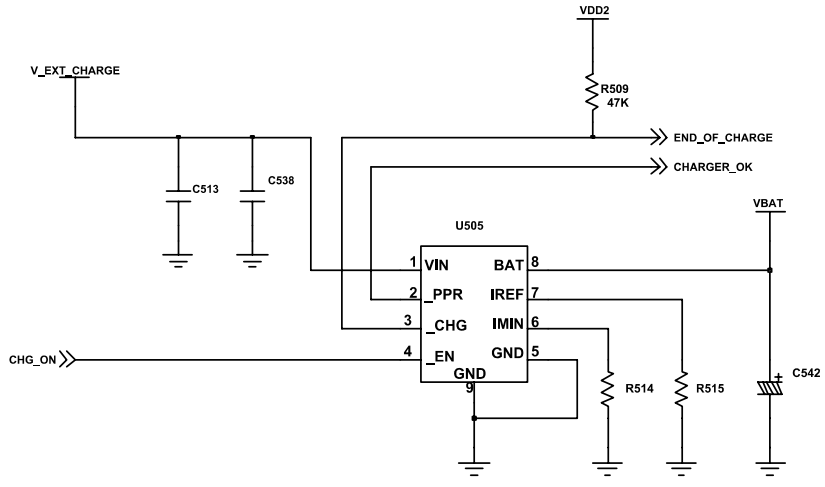 VDD2
V_EXT_CHARGE
R509
47K
END_OF_CHARGE
CHARGER_OK
C513
C538
VBAT
U505
1 VIN BAT 8
2 _PPR IREF 7
3 _CHG IMIN 6
4 _EN GND 5
CHG_ON
GND
9
R514
R515
+
C542